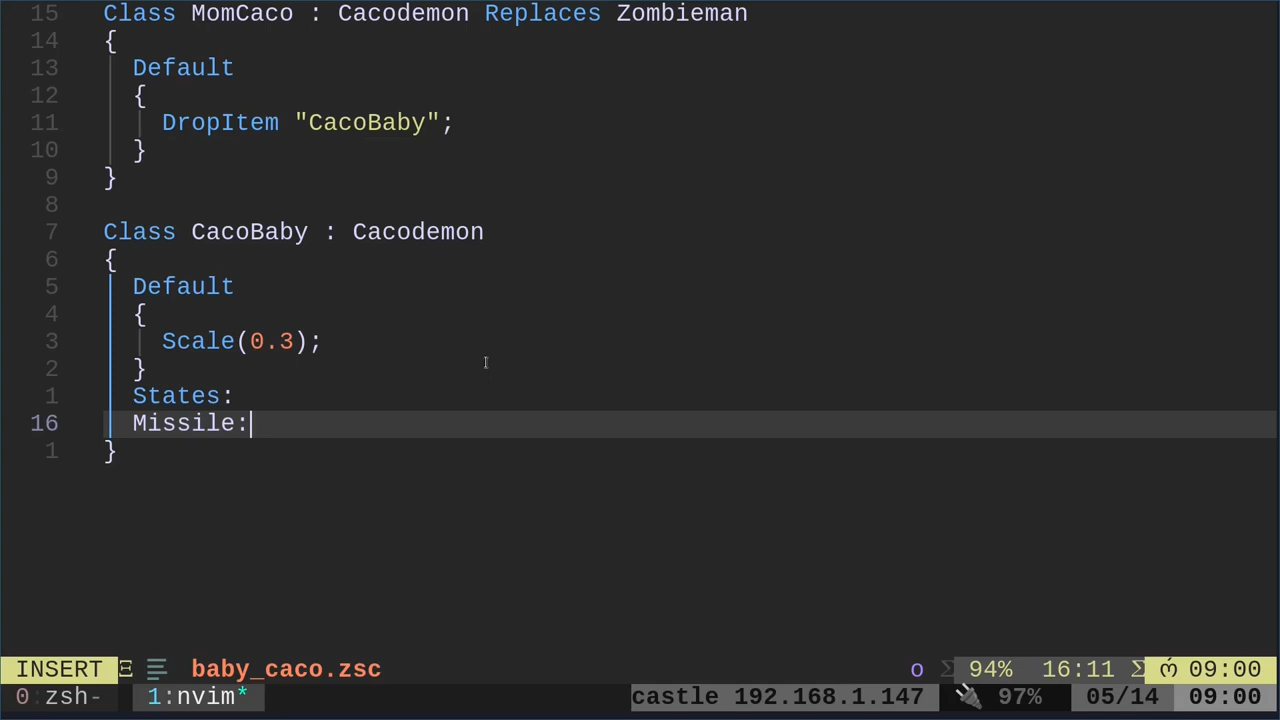 15 Class MomCaco : Cacodemon Replaces Zombieman
14 {
13 Default
12 {
11 DropItem "CacoBaby";
10 }
9 }
8
7 Class CacoBaby : Cacodemon
6 {
5 Default
4 {
3 Scale(0.3);
2 }
1 States:
16 Missile:
1 }
INSERT baby_caco.zsc o 94% 16:11 09:00
0:zsh- 1:nvim* castle 192.168.1.147 97% 05/14 09:00